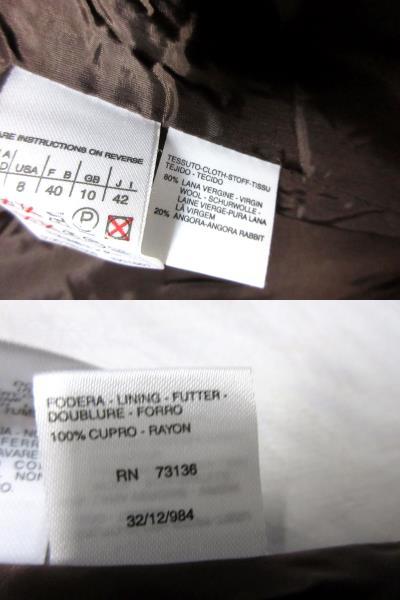 ARE INSTRUCTIONS ON REVERSE
A
D USA F B GB J I
8 40 10 42
P
TESSUTO-CLOTH-STOFF-TISSU
TEJIDO - TECIDO
80% LANA VERGINE - VIRGIN
WOOL - SCHURWOLLE -
LAINE VIERGE-PURA LANA
LÃ VIRGEM
20% ANGORA-ANGORA RABBIT
FODERA - LINING - FUTTER -
DOUBLURE - FORRO
100% CUPRO - RAYON
RN 73136
32/12/984